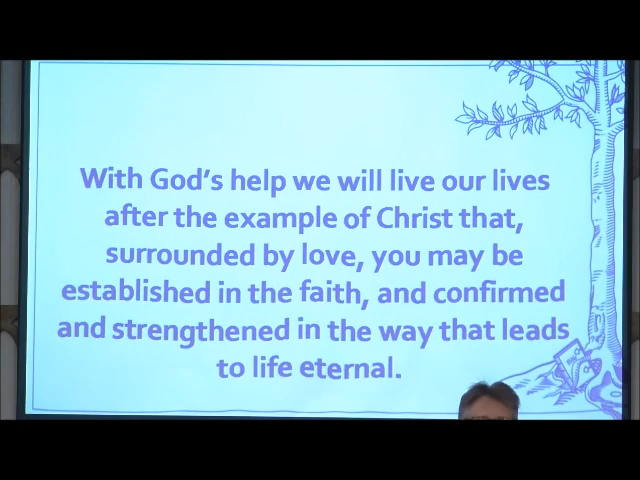 With God's help we will live our lives
after the example of Christ that,
surrounded by love, you may be
established in the faith, and confirmed
and strengthened in the way that leads
to life eternal.